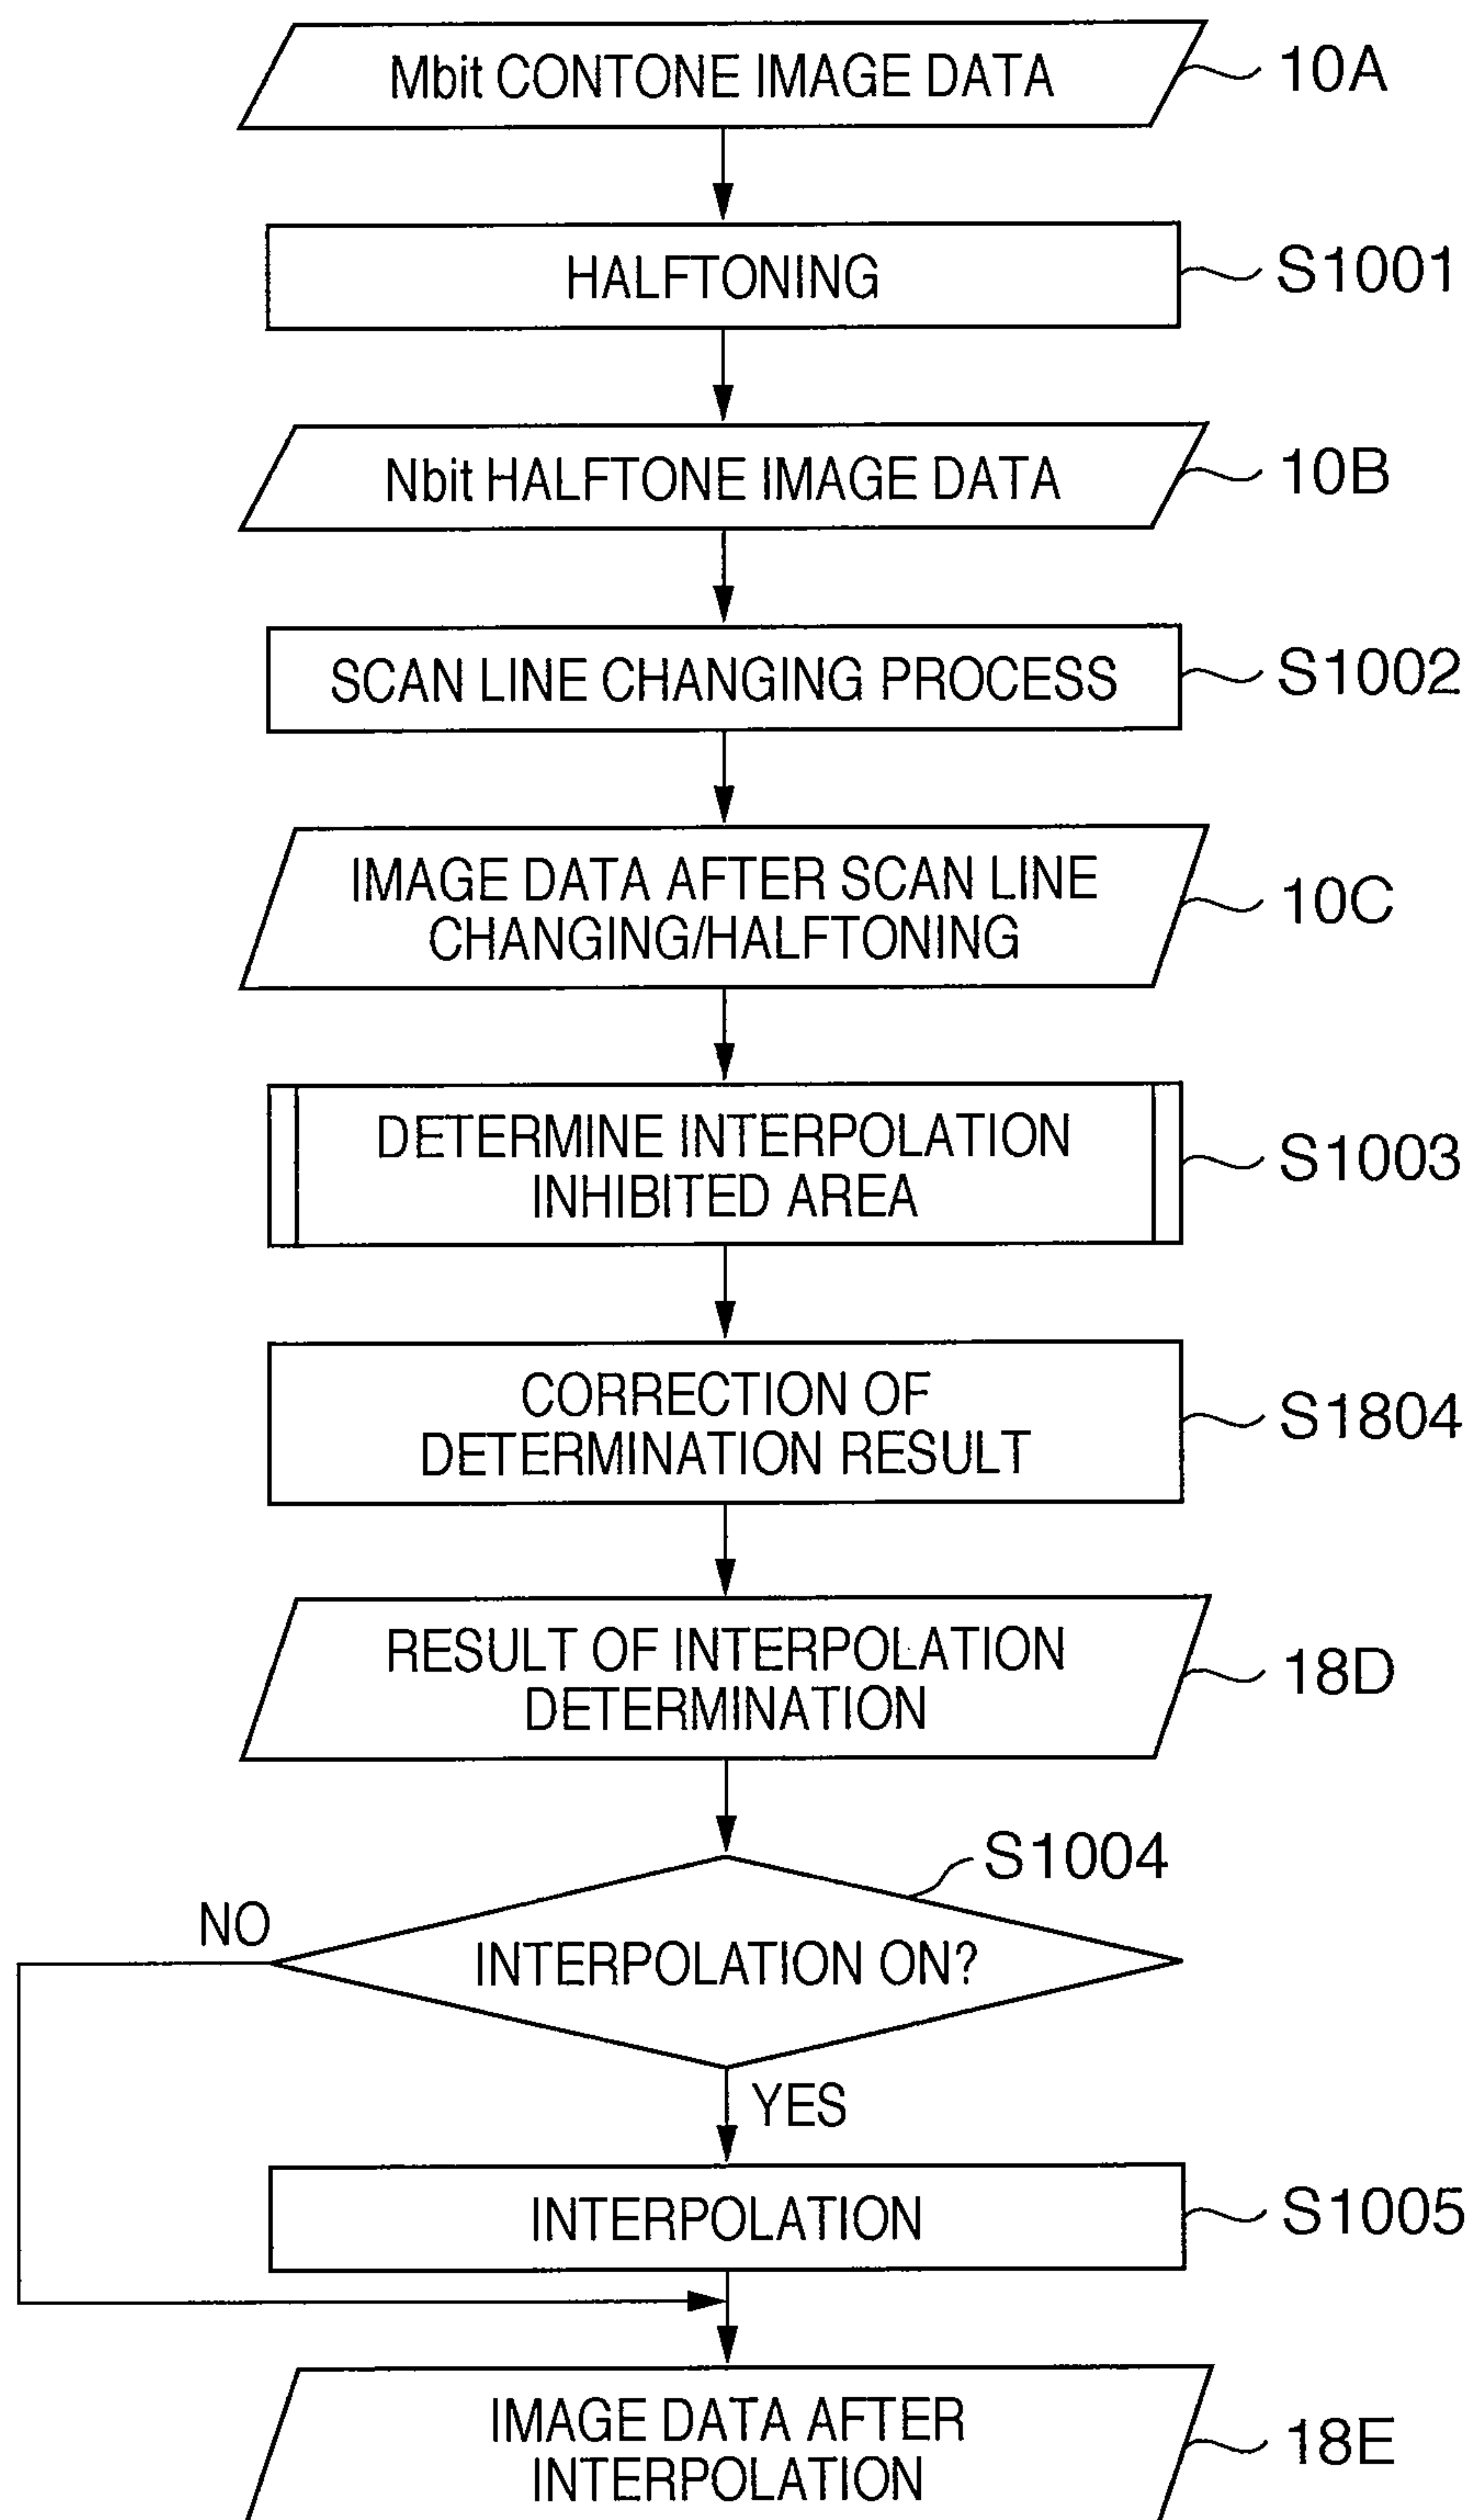 Mbit CONTONE IMAGE DATA
10A
HALFTONING
S1001
Nbit HALFTONE IMAGE DATA
10B
SCAN LINE CHANGING PROCESS
S1002
IMAGE DATA AFTER SCAN LINE
CHANGING/HALFTONING
10C
DETERMINE INTERPOLATION
INHIBITED AREA
S1003
CORRECTION OF
DETERMINATION RESULT
S1804
RESULT OF INTERPOLATION
DETERMINATION
18D
S1004
NO
INTERPOLATION ON?
YES
INTERPOLATION
S1005
IMAGE DATA AFTER
INTERPOLATION
18E